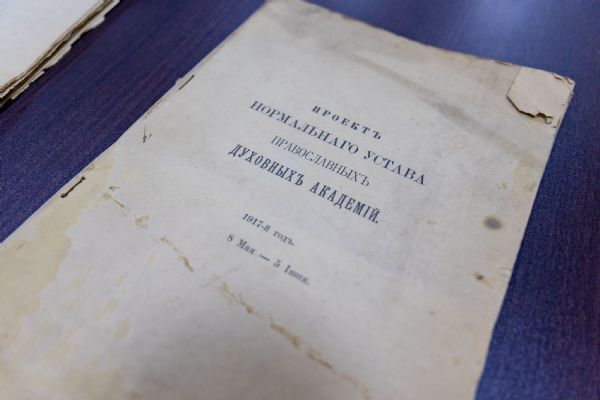 ПРОЕКТЪ
НОРМАЛЬНАГО УСТАВА
ПРАВОСЛАВНЫХЪ
ДУХОВНЫХЪ АКАДЕМІЙ.
1917-й годъ.
8 Мая — 5 Іюня.